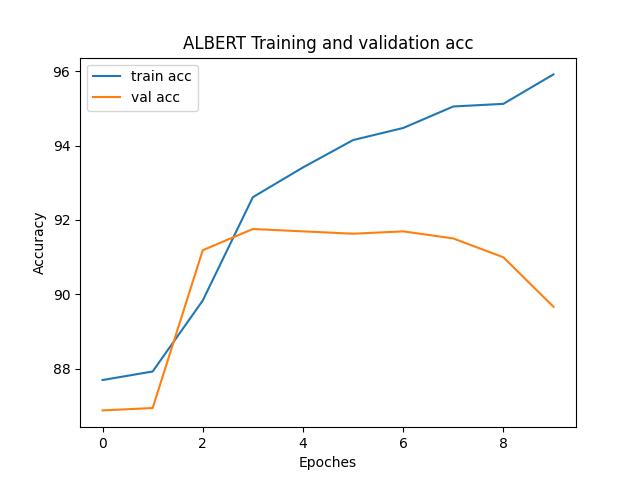 ALBERT Training and validation acc
train acc
val acc
Accuracy
96
94
92
90
88
0
2
4
6
8
Epoches